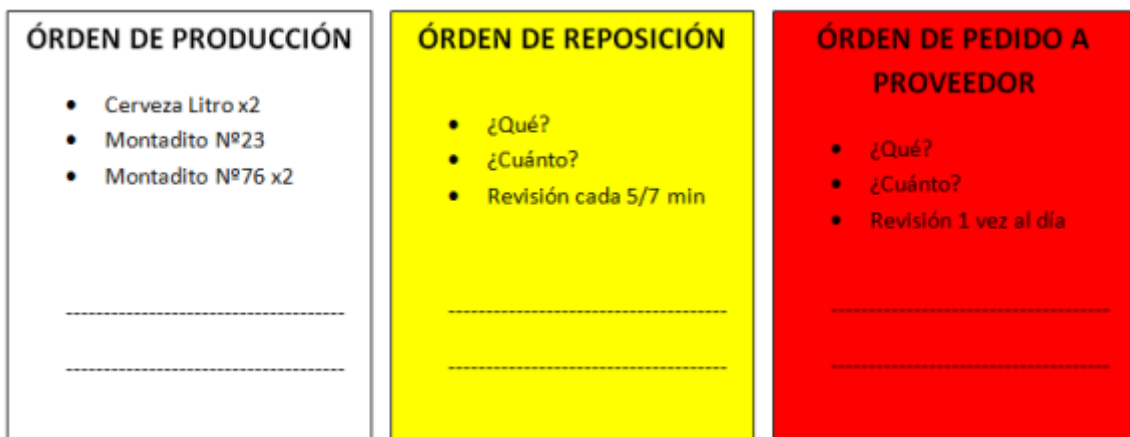 ÓRDEN DE PRODUCCIÓN
• Cerveza Litro x2
• Montadito Nº23
• Montadito Nº76 x2
ÓRDEN DE REPOSICIÓN
• ¿Qué?
• ¿Cuánto?
• Revisión cada 5/7 min
ÓRDEN DE PEDIDO A
PROVEEDOR
• ¿Qué?
• ¿Cuánto?
• Revisión 1 vez al día